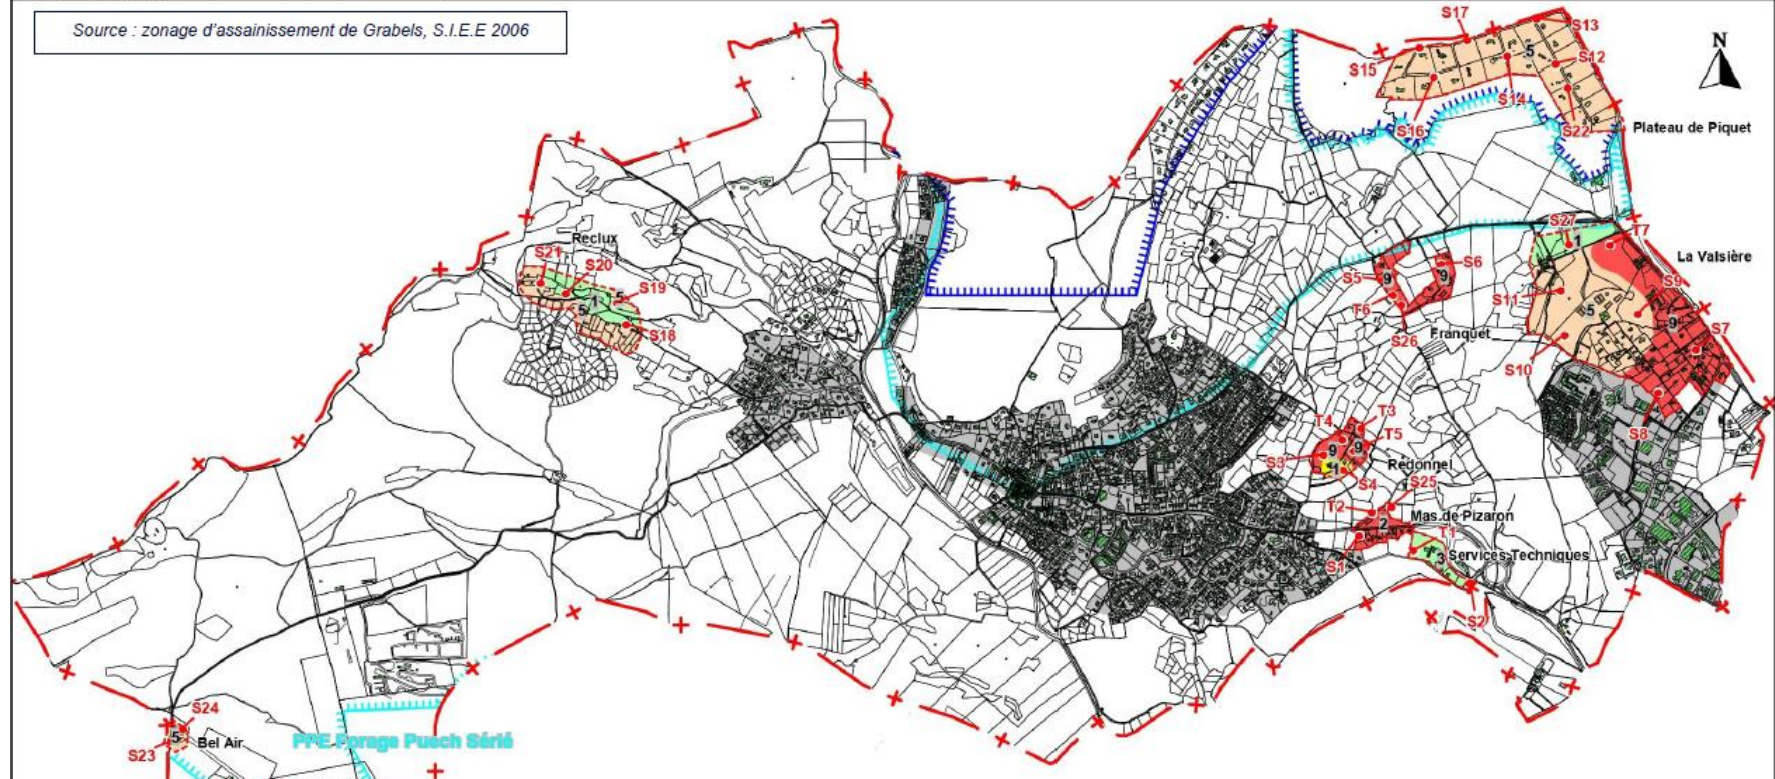 Source : zonage d'assainissement de Grabels, S.I.E.E 2006
S17
S13
N
S15
5
S12
S14
S16
S22
Plateau de Piquet
S27
T7
1
La Valsière
Reclux
S21
S20
S19
1
5
5
S18
S5
9
S6
9
T6
S26
Franquet
S11
5
S9
9
S7
S10
S8
T4
T3
T5
9
9
S3
1
S4
Redonnel
S25
T2
2
Mas de Pizaron
T1
S1
Services Techniques
S2
S24
5
S23
Bel Air
PPE Forage Puech Sérié